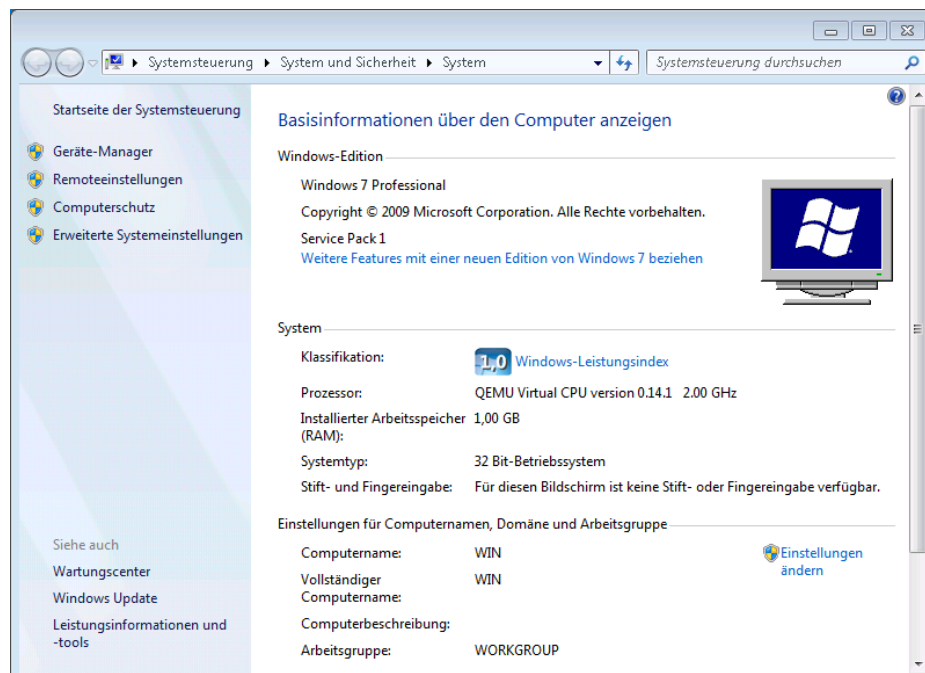 Systemsteuerung ▸ System und Sicherheit ▸ System
Systemsteuerung durchsuchen
Startseite der Systemsteuerung
Geräte-Manager
Remoteeinstellungen
Computerschutz
Erweiterte Systemeinstellungen
Basisinformationen über den Computer anzeigen
Windows-Edition
Windows 7 Professional
Copyright © 2009 Microsoft Corporation. Alle Rechte vorbehalten.
Service Pack 1
Weitere Features mit einer neuen Edition von Windows 7 beziehen
System
Klassifikation: 1,0 Windows-Leistungsindex
Prozessor: QEMU Virtual CPU version 0.14.1 2.00 GHz
Installierter Arbeitsspeicher 1,00 GB
(RAM):
Systemtyp: 32 Bit-Betriebssystem
Stift- und Fingereingabe: Für diesen Bildschirm ist keine Stift- oder Fingereingabe verfügbar.
Einstellungen für Computernamen, Domäne und Arbeitsgruppe
Computername: WIN
Einstellungen
ändern
Vollständiger WIN
Computername:
Computerbeschreibung:
Arbeitsgruppe: WORKGROUP
Siehe auch
Wartungscenter
Windows Update
Leistungsinformationen und
-tools